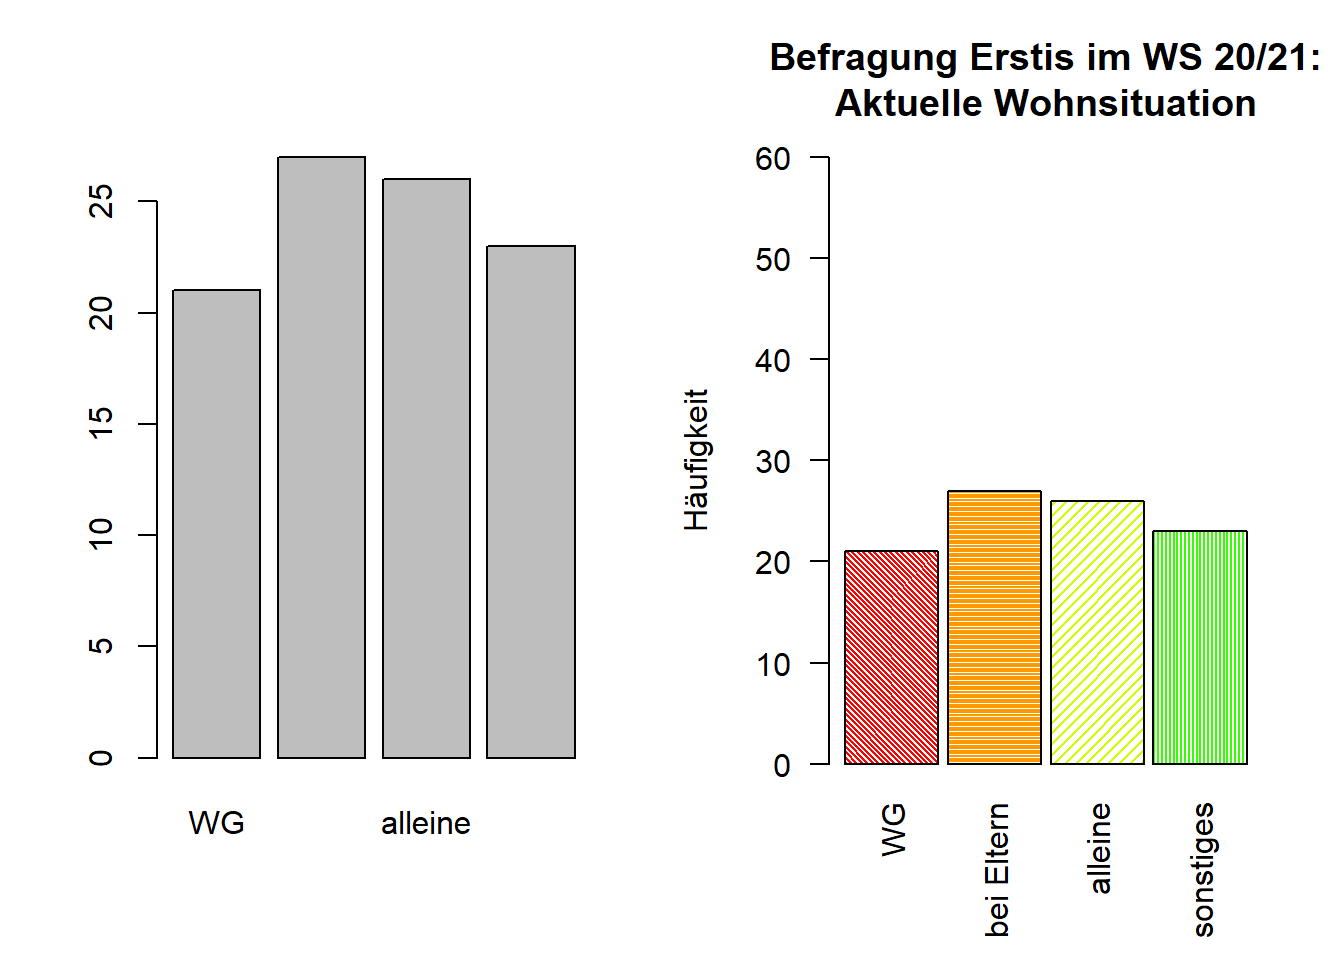 25
20
15
10
5
0
WG
alleine
Befragung Erstis im WS 20/21:
Aktuelle Wohnsituation
Häufigkeit
60
50
40
30
20
10
0
WG
bei Eltern
alleine
sonstiges